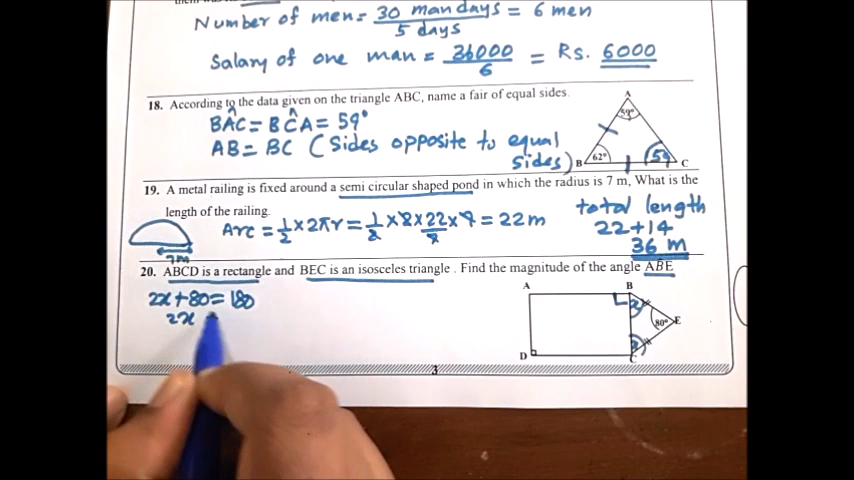 Number of men = 30 man days / 5 days = 6 men
Salary of one man = 36000 / 6 = Rs. 6000
18. According to the data given on the triangle ABC, name a fair of equal sides.
BÂC = BĈA = 59°
AB = BC (Sides opposite to equal sides)
A
59°
62°
59
B
C
19. A metal railing is fixed around a semi circular shaped pond in which the radius is 7 m, What is the
length of the railing.
Arc = 1/2 × 2πr = 1/2 × 2 × 22/7 × 7 = 22 m
total length
22 + 14
36 m
7m
20. ABCD is a rectangle and BEC is an isosceles triangle . Find the magnitude of the angle ABE
2x + 80 = 180
2x
A
B
80°
E
D
C
3